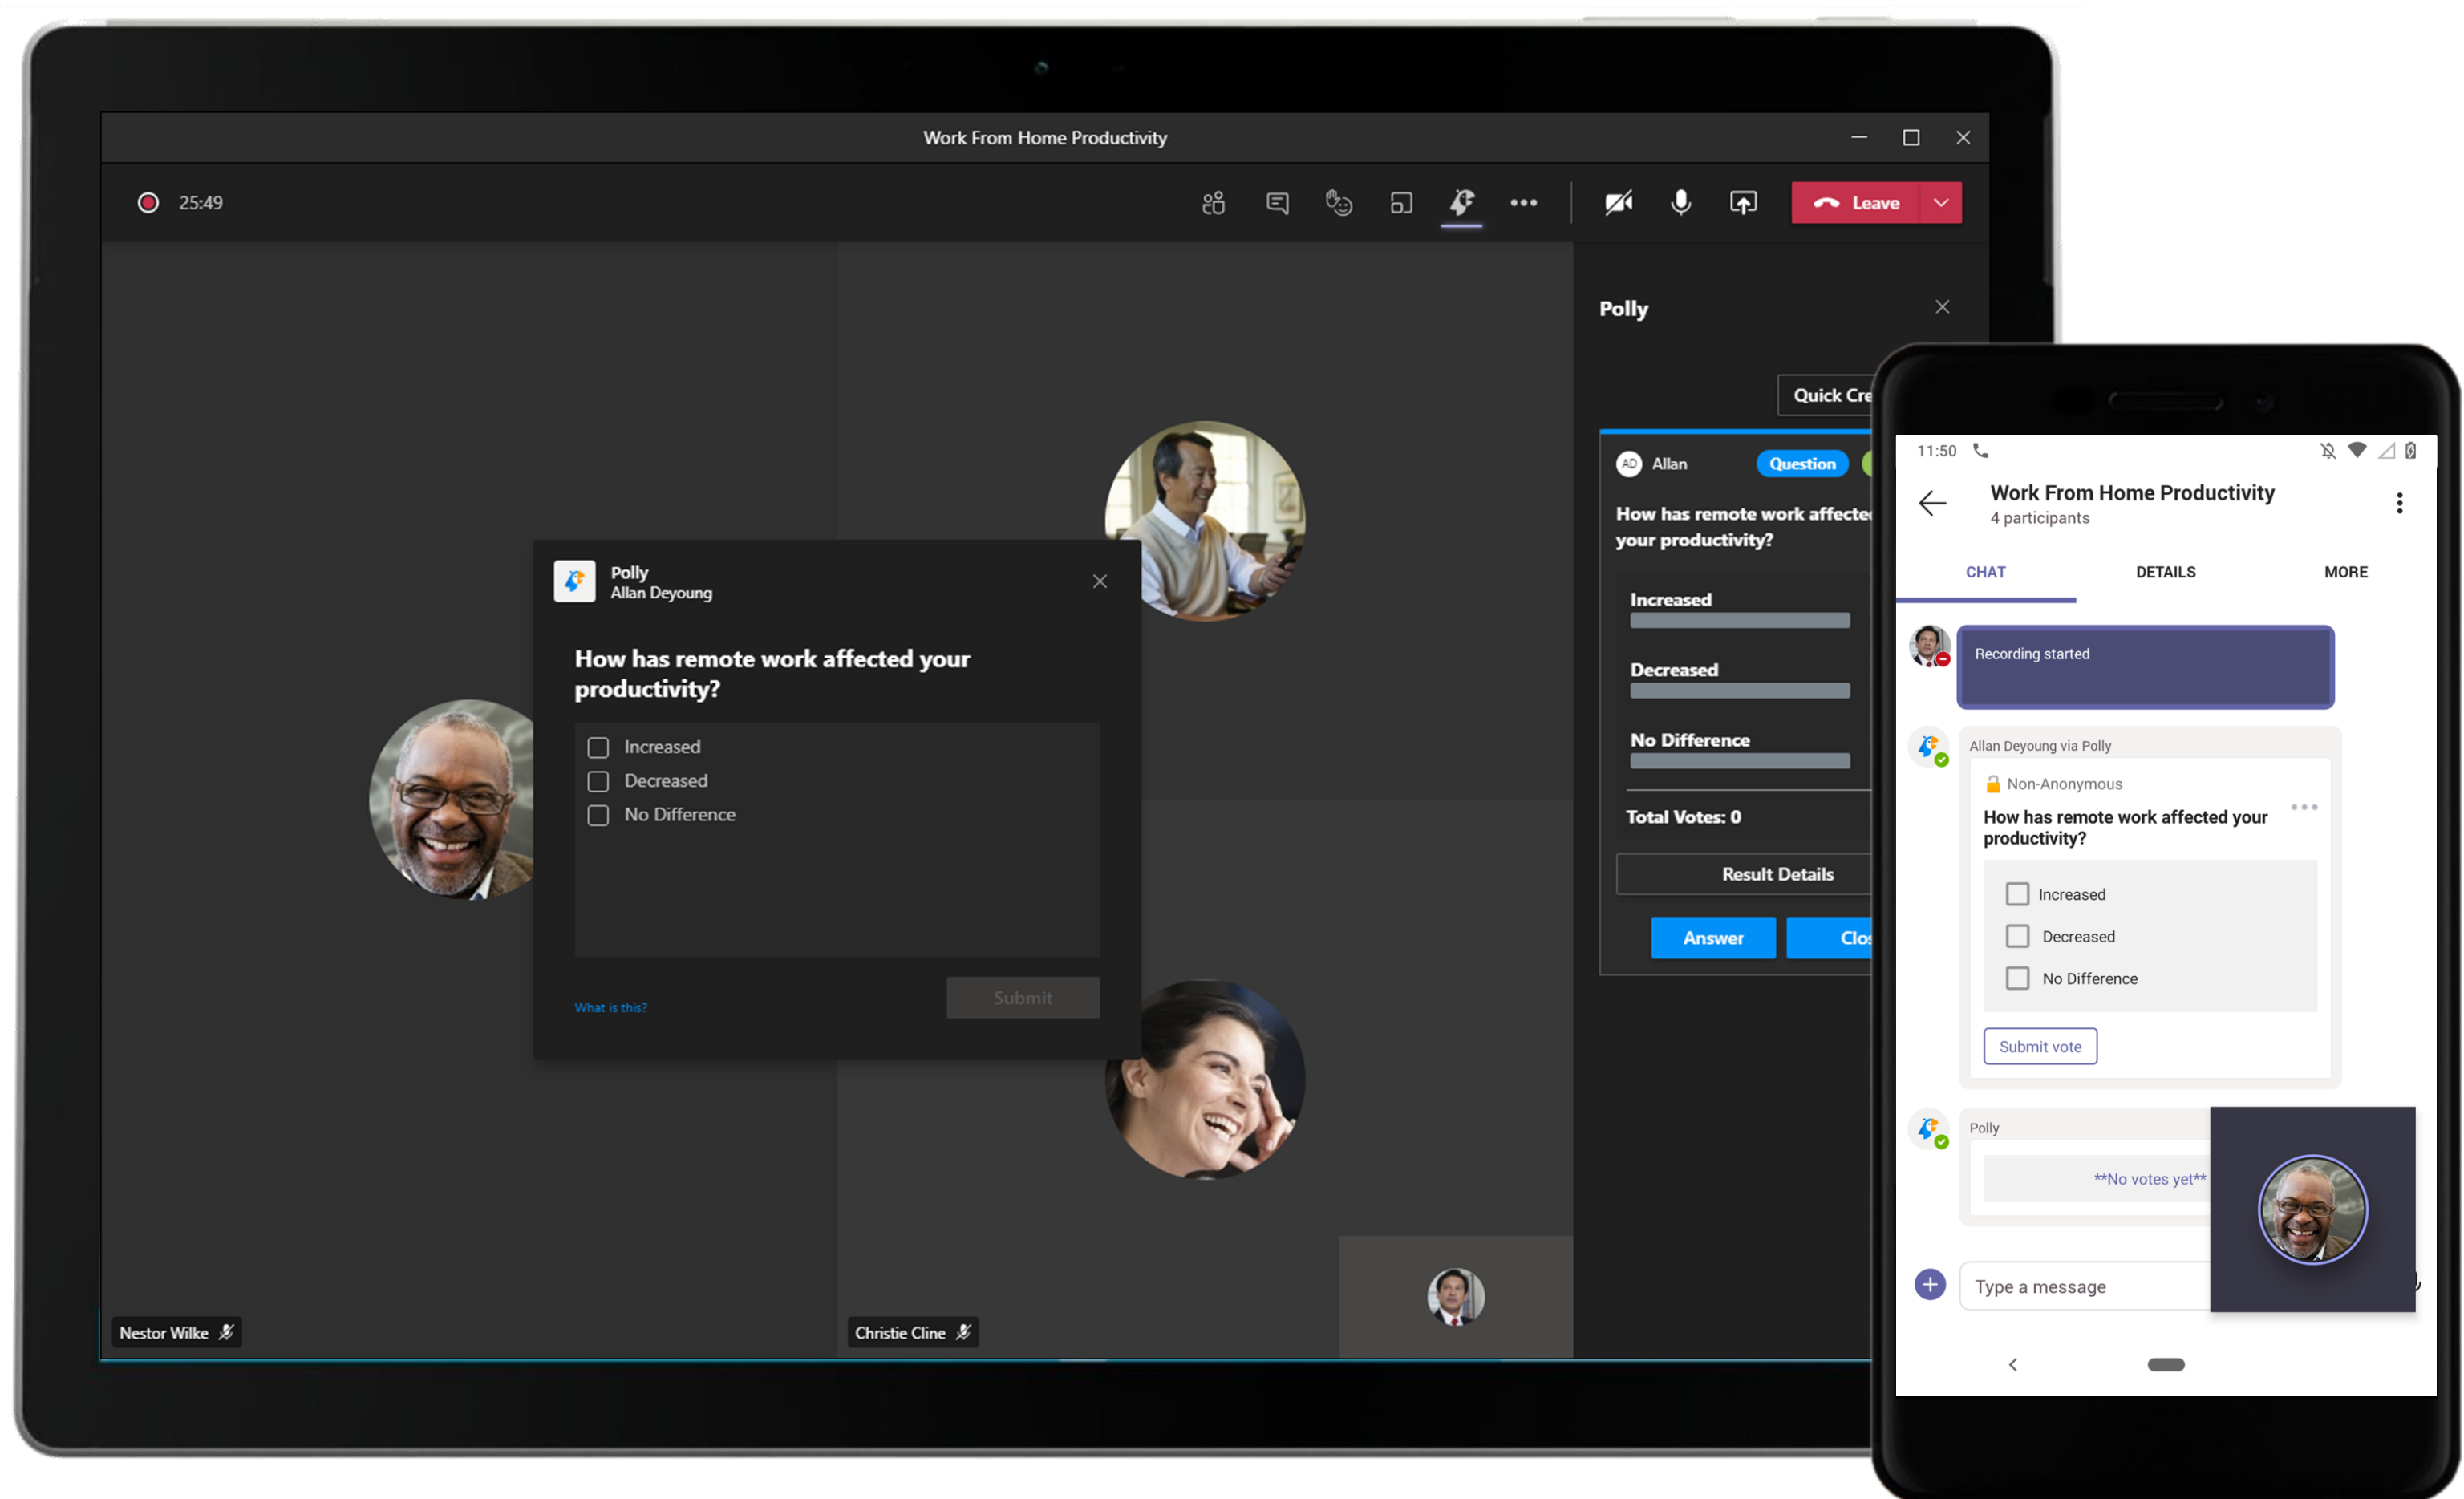 Work From Home Productivity
25:49
Leave
Polly
Quick Cre
AD Allan Question
How has remote work affected
your productivity?
Increased
Decreased
No Difference
Total Votes: 0
Result Details
Answer Clos
Polly
Allan Deyoung
How has remote work affected your
productivity?
Increased
Decreased
No Difference
What is this?
Submit
Nestor Wilke
Christie Cline
11:50
Work From Home Productivity
4 participants
CHAT DETAILS MORE
Recording started
Allan Deyoung via Polly
Non-Anonymous
How has remote work affected your
productivity?
Increased
Decreased
No Difference
Submit vote
Polly
**No votes yet**
Type a message